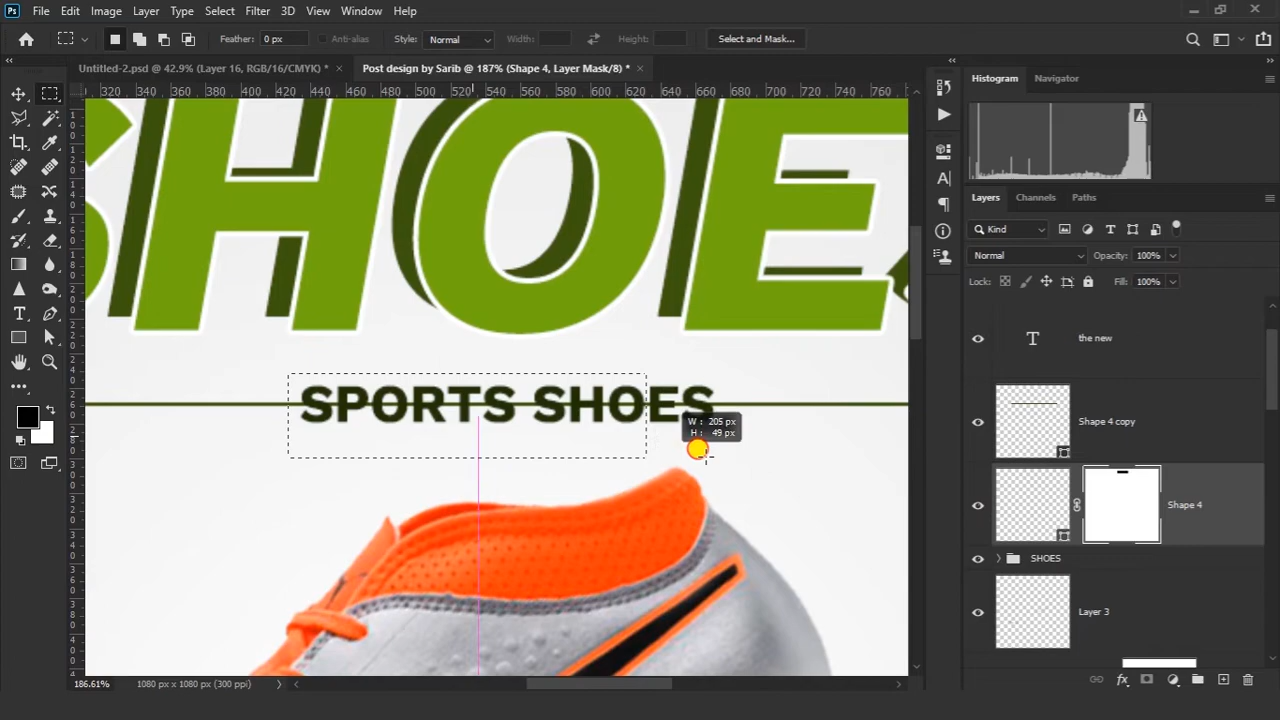 Ps File Edit Image Layer Type Select Filter 3D View Window Help
Feather: 0 px Anti-alias Style: Normal Width: Height: Select and Mask...
Untitled-2.psd @ 42.9% (Layer 16, RGB/16/CMYK) * Post design by Sarib @ 187% (Shape 4, Layer Mask/8) *
320 340 360 380 400 420 440 460 480 500 520 540 560 580 600 620 640 660 680 700 720 740 760
Histogram Navigator
SHOES
SPORTS SHOES
W: 205 px
H: 49 px
Layers Channels Paths
Kind
Normal Opacity: 100%
Lock: Fill: 100%
the new
Shape 4 copy
Shape 4
SHOES
Layer 3
186.61% 1080 px x 1080 px (300 ppi)